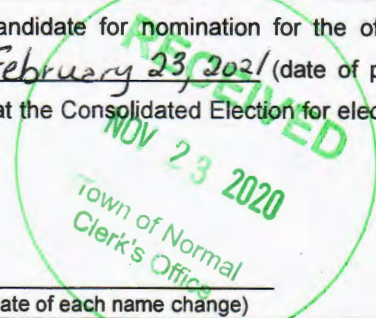 andidate for nomination for the of
February 23, 2021 (date of p
at the Consolidated Election for elec
RECEIVED
NOV 23 2020
Town of Normal
Clerk's Office
ate of each name change)